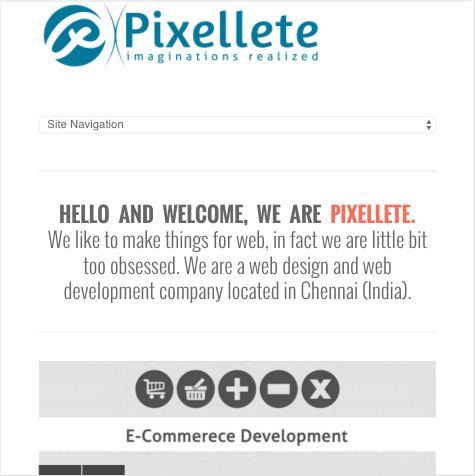 Pixellete
imaginations realized
Site Navigation
HELLO AND WELCOME, WE ARE PIXELLETE.
We like to make things for web, in fact we are little bit
too obsessed. We are a web design and web
development company located in Chennai (India).
E-Commerece Development